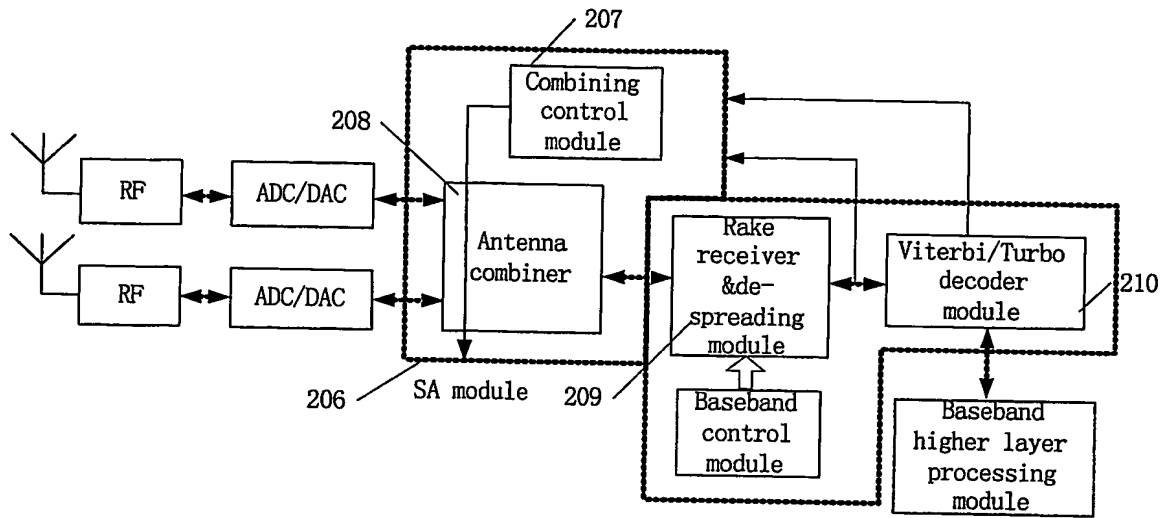 207
Combining
control
module
208
RF
ADC/DAC
Antenna
combiner
RF
ADC/DAC
206
SA module
Rake
receiver
&de-
spreading
module
209
Baseband
control
module
Viterbi/Turbo
decoder
module
210
Baseband
higher layer
processing
module